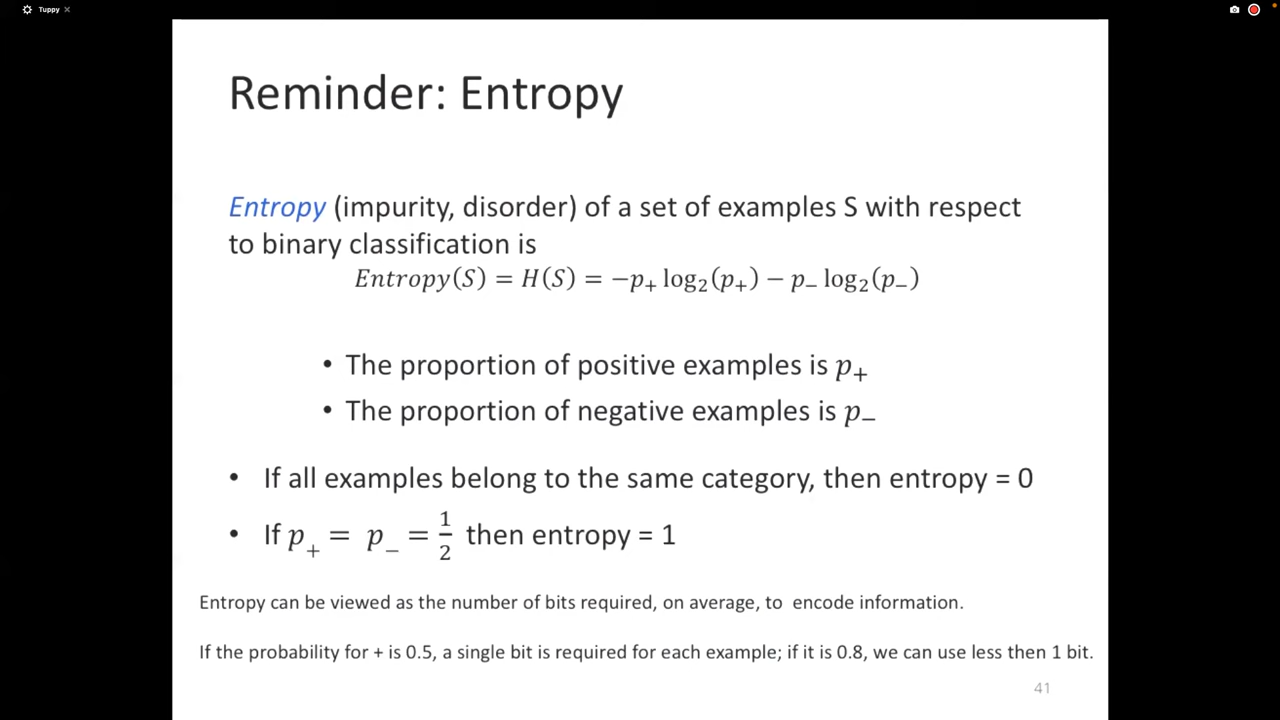 Tuppy
Reminder: Entropy
Entropy (impurity, disorder) of a set of examples S with respect
to binary classification is
Entropy(S) = H(S) = −p₊ log₂(p₊) − p₋ log₂(p₋)
• The proportion of positive examples is p₊
• The proportion of negative examples is p₋
• If all examples belong to the same category, then entropy = 0
• If p₊ = p₋ = 1/2 then entropy = 1
Entropy can be viewed as the number of bits required, on average, to encode information.
If the probability for + is 0.5, a single bit is required for each example; if it is 0.8, we can use less then 1 bit.
41